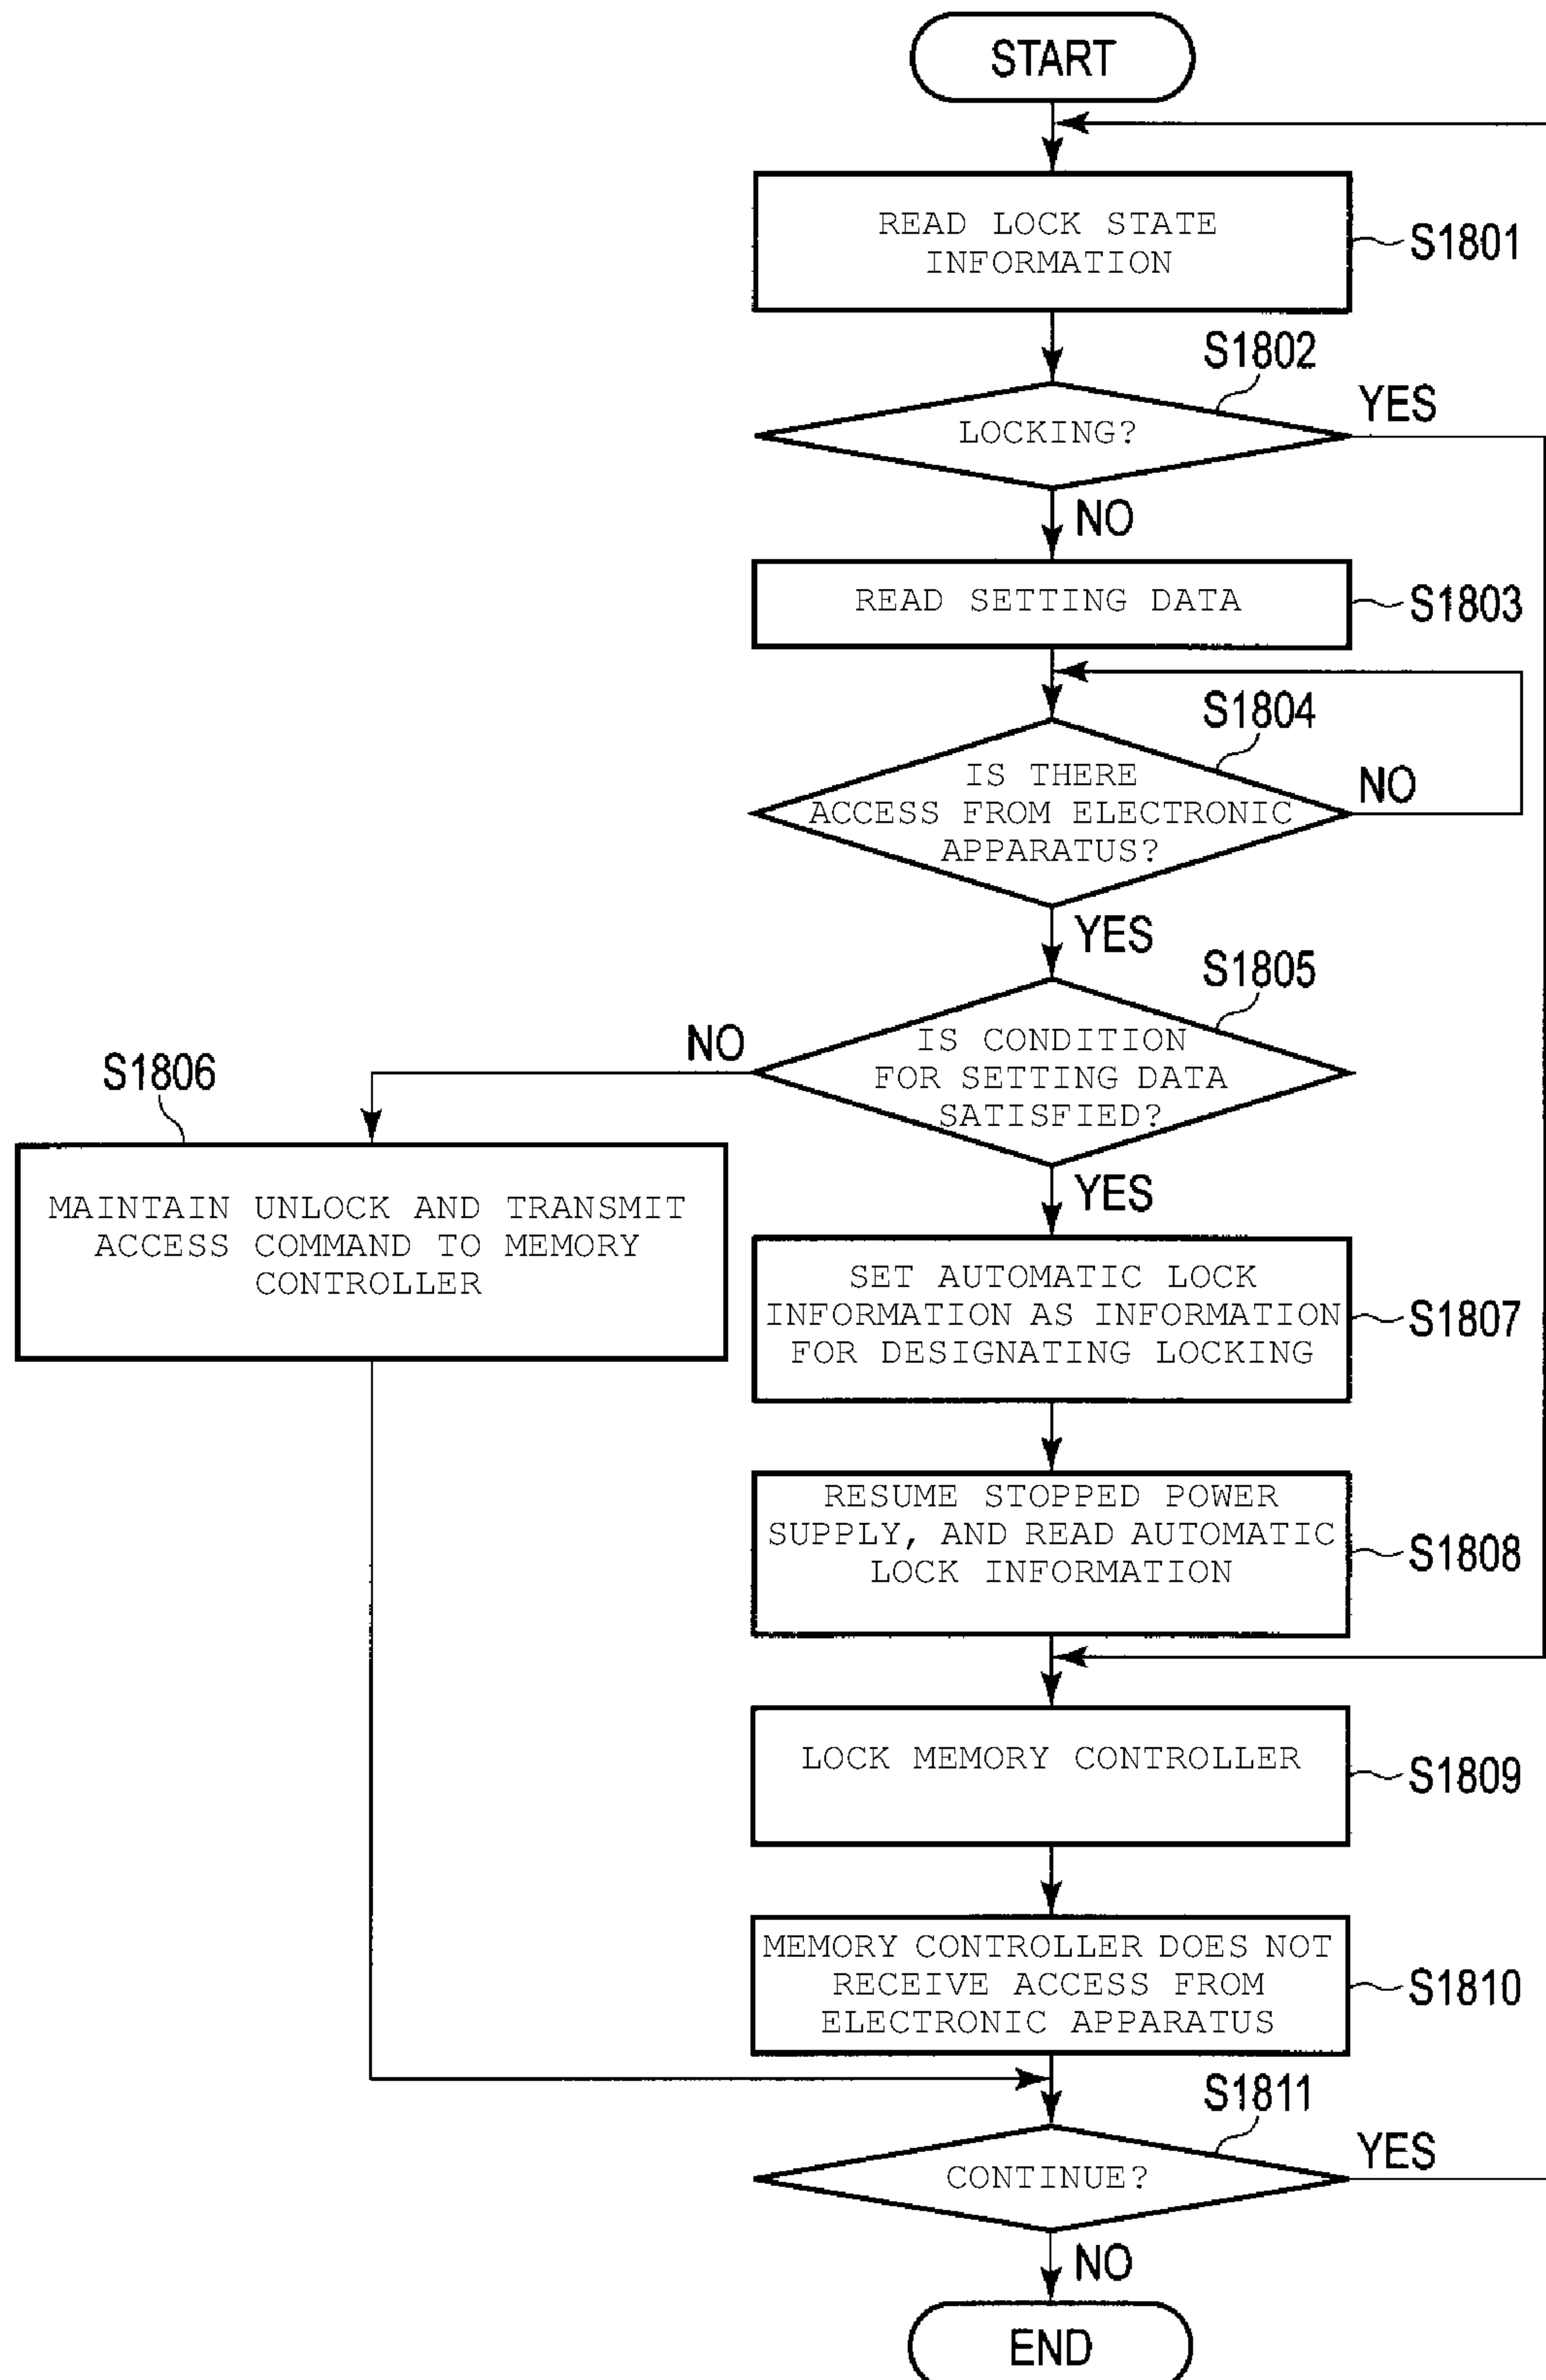 START
READ LOCK STATE
INFORMATION
S1801
S1802
LOCKING?
YES
NO
READ SETTING DATA
S1803
S1804
IS THERE
ACCESS FROM ELECTRONIC
APPARATUS?
NO
YES
S1805
IS CONDITION
FOR SETTING DATA
SATISFIED?
NO
S1806
MAINTAIN UNLOCK AND TRANSMIT
ACCESS COMMAND TO MEMORY
CONTROLLER
YES
SET AUTOMATIC LOCK
INFORMATION AS INFORMATION
FOR DESIGNATING LOCKING
S1807
RESUME STOPPED POWER
SUPPLY, AND READ AUTOMATIC
LOCK INFORMATION
S1808
LOCK MEMORY CONTROLLER
S1809
MEMORY CONTROLLER DOES NOT
RECEIVE ACCESS FROM
ELECTRONIC APPARATUS
S1810
S1811
CONTINUE?
YES
NO
END